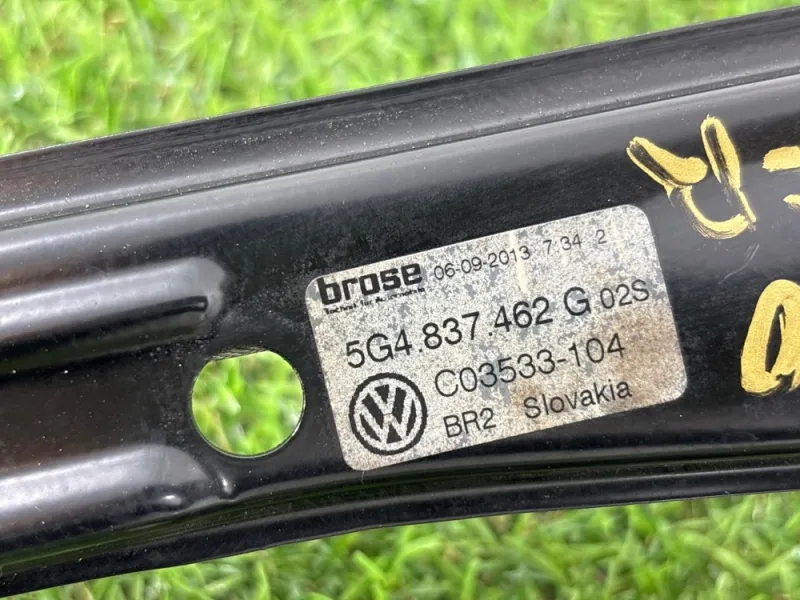 brose 06-09-2013 7 34 2
5G4.837.462 G 02S
C03533-104
BR2 Slovakia